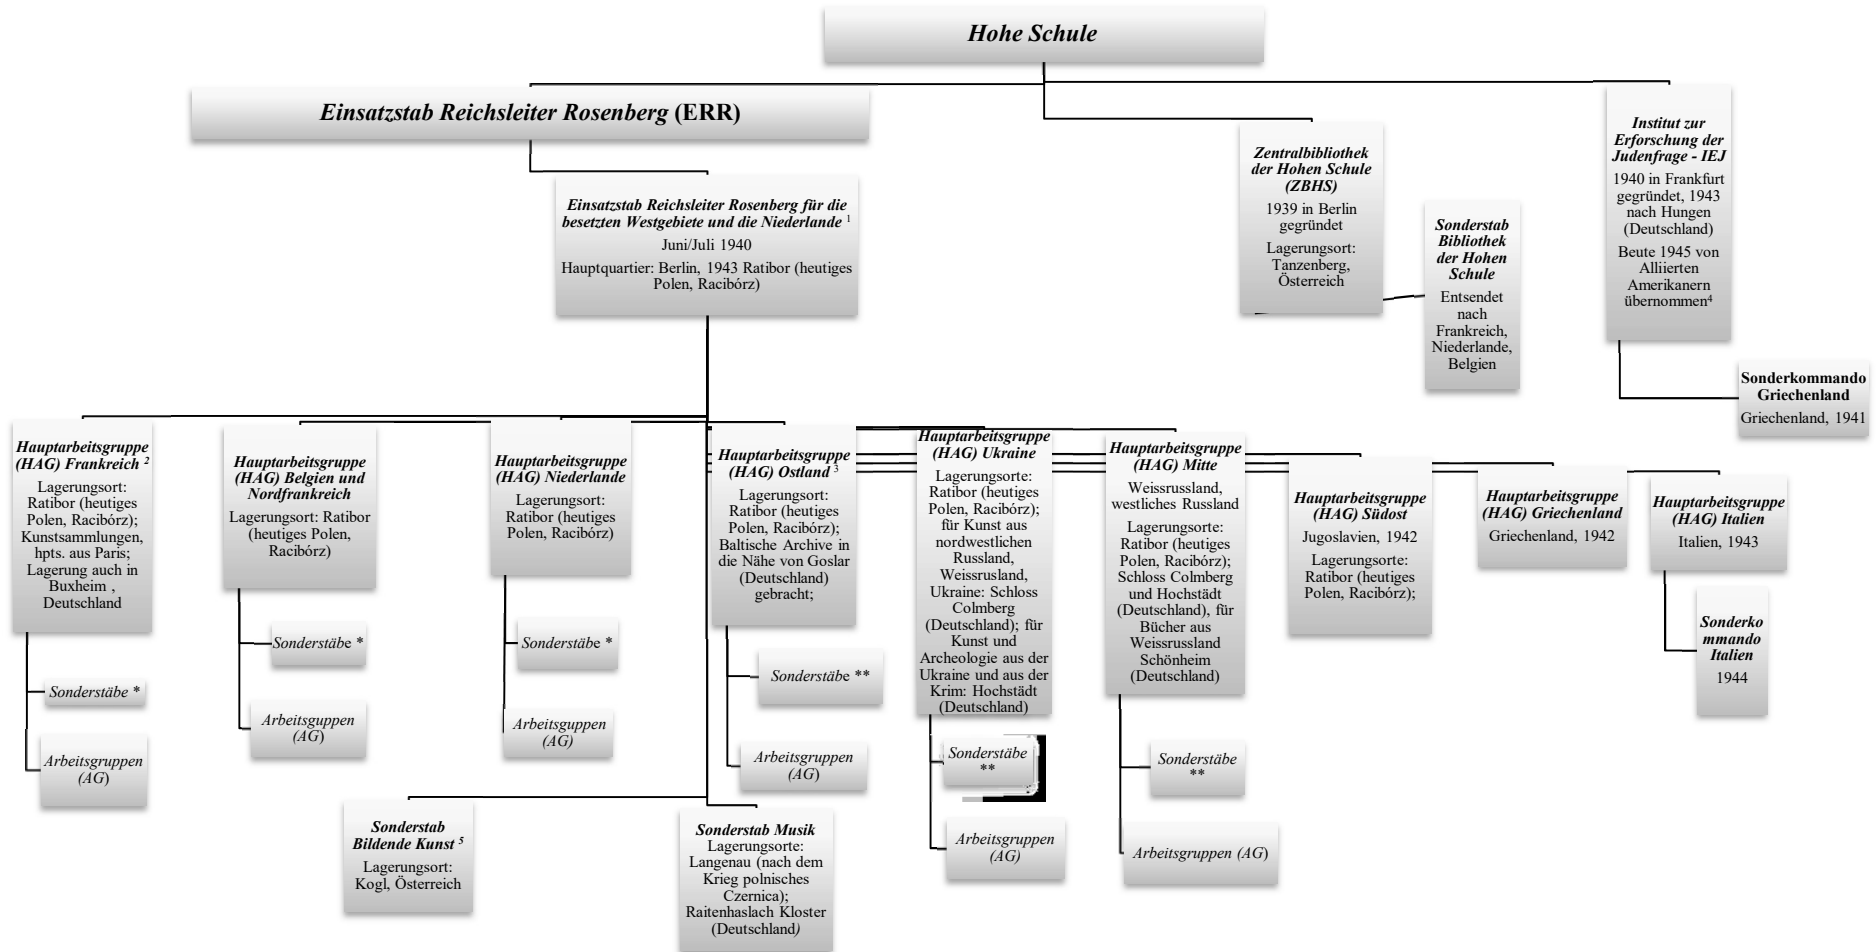 Hohe Schule
Einsatzstab Reichsleiter Rosenberg (ERR)
Einsatzstab Reichsleiter Rosenberg für die
besetzten Westgebiete und die Niederlande ¹
Juni/Juli 1940
Hauptquartier: Berlin, 1943 Ratibor (heutiges
Polen, Racibórz)
Zentralbibliothek
der Hohen Schule
(ZBHS)
1939 in Berlin
gegründet
Lagerungsort:
Tanzenberg,
Österreich
Sonderstab
Bibliothek
der Hohen
Schule
Entsendet
nach
Frankreich,
Niederlande,
Belgien
Institut zur
Erforschung der
Judenfrage - IEJ
1940 in Frankfurt
gegründet, 1943
nach Hungen
(Deutschland)
Beute 1945 von
Alliierten
Amerikanern
übernommen⁴
Sonderkommando
Griechenland
Griechenland, 1941
Hauptarbeitsgruppe
(HAG) Frankreich ²
Lagerungsort:
Ratibor (heutiges
Polen, Racibórz);
Kunstsammlungen,
hpts. aus Paris;
Lagerung auch in
Buxheim ,
Deutschland
Sonderstäbe *
Arbeitsgruppen
(AG)
Hauptarbeitsgruppe
(HAG) Belgien und
Nordfrankreich
Lagerungsort: Ratibor
(heutiges Polen,
Racibórz)
Sonderstäbe *
Arbeitsguppen
(AG)
Hauptarbeitsgruppe
(HAG) Niederlande
Lagerungsort:
Ratibor (heutiges
Polen, Racibórz)
Sonderstäbe *
Arbeitsguppen
(AG)
Hauptarbeitsgruppe
(HAG) Ostland ³
Lagerungsort:
Ratibor (heutiges
Polen, Racibórz);
Baltische Archive in
die Nähe von Goslar
(Deutschland)
gebracht;
Sonderstäbe **
Arbeitsgruppen
(AG)
Hauptarbeitsgruppe
(HAG) Ukraine
Lagerungsorte:
Ratibor (heutiges
Polen, Racibórz);
für Kunst aus
nordwestlichen
Russland,
Weissrusland,
Ukraine: Schloss
Colmberg
(Deutschland); für
Kunst und
Archeologie aus der
Ukraine und aus der
Krim: Hochstädt
(Deutschland)
Sonderstäbe
**
Arbeitsgruppen
(AG)
Hauptarbeitsgruppe
(HAG) Mitte
Weissrussland,
westliches Russland
Lagerungsorte:
Ratibor (heutiges
Polen, Racibórz);
Schloss Colmberg
und Hochstädt
(Deutschland), für
Bücher aus
Weissrussland
Schönheim
(Deutschland)
Sonderstäbe
**
Arbeitsgruppen (AG)
Hauptarbeitsgruppe
(HAG) Südost
Jugoslavien, 1942
Lagerungsorte:
Ratibor (heutiges
Polen, Racibórz);
Hauptarbeitsgruppe
(HAG) Griechenland
Griechenland, 1942
Hauptarbeitsgruppe
(HAG) Italien
Italien, 1943
Sonderko
mmando
Italien
1944
Sonderstab
Bildende Kunst ⁵
Lagerungsort:
Kogl, Österreich
Sonderstab Musik
Lagerungsorte:
Langenau (nach dem
Krieg polnisches
Czernica);
Raitenhaslach Kloster
(Deutschland)